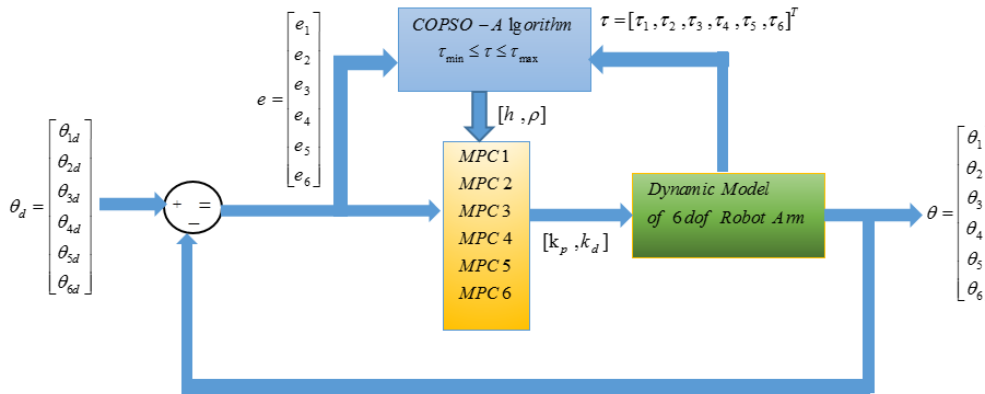 COPSO - A lgorithm
τmin ≤ τ ≤ τmax
τ = [τ1 , τ2 , τ3 , τ4 , τ5 , τ6]^T
e = [e1 e2 e3 e4 e5 e6]
[h , ρ]
θd = [θ1d θ2d θ3d θ4d θ5d θ6d]
+ =
−
MPC 1
MPC 2
MPC 3
MPC 4
MPC 5
MPC 6
[kp , kd]
Dynamic Model
of 6dof Robot Arm
θ = [θ1 θ2 θ3 θ4 θ5 θ6]